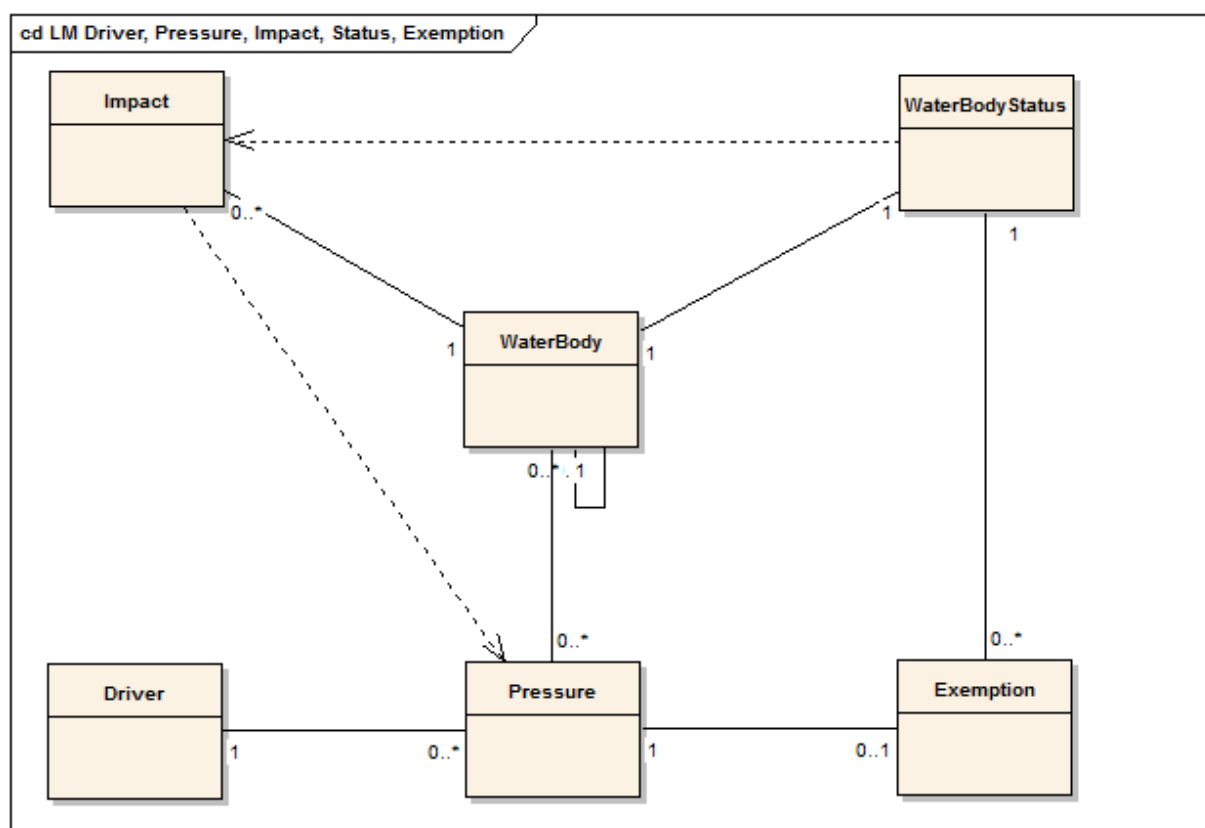 cd LM Driver, Pressure, Impact, Status, Exemption
Impact
WaterBodyStatus
0..*
1
1
WaterBody
1
1
0..*
1
0..*
0..*
Driver
Pressure
Exemption
1
0..*
1
0..1